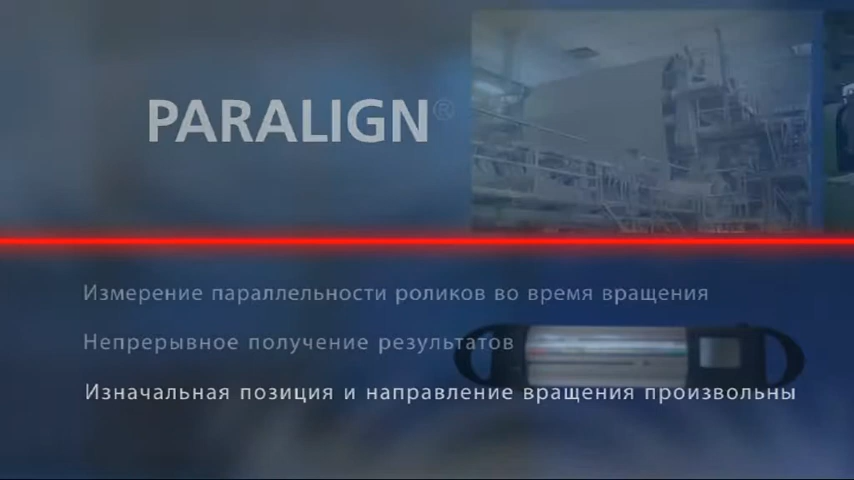 PARALIGN®
Измерение параллельности роликов во время вращения
Непрерывное получение результатов
Изначальная позиция и направление вращения произвольны